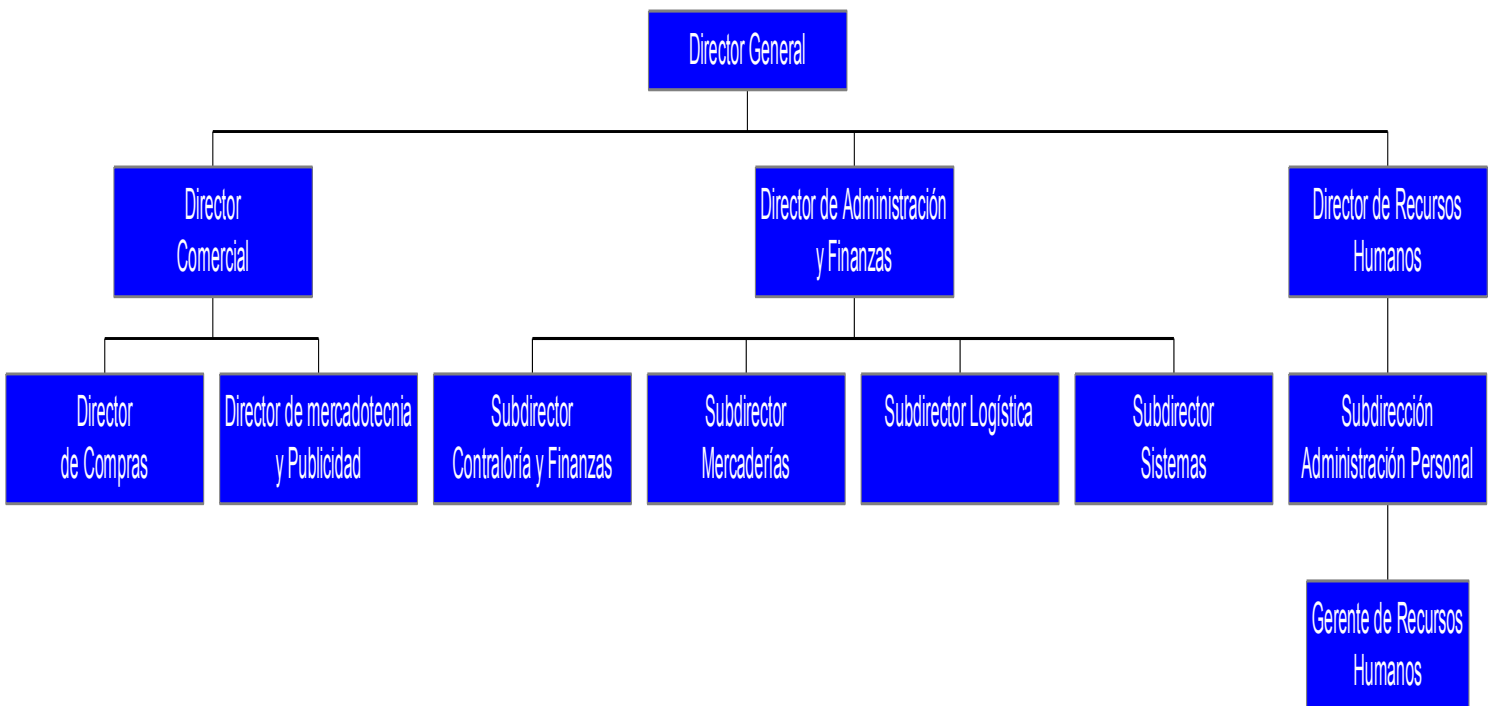 Director General
Director
Comercial
Director de Administración
y Finanzas
Director de Recursos
Humanos
Director
de Compras
Director de mercadotecnia
y Publicidad
Subdirector
Contraloría y Finanzas
Subdirector
Mercaderías
Subdirector Logística
Subdirector
Sistemas
Subdirección
Administración Personal
Gerente de Recursos
Humanos